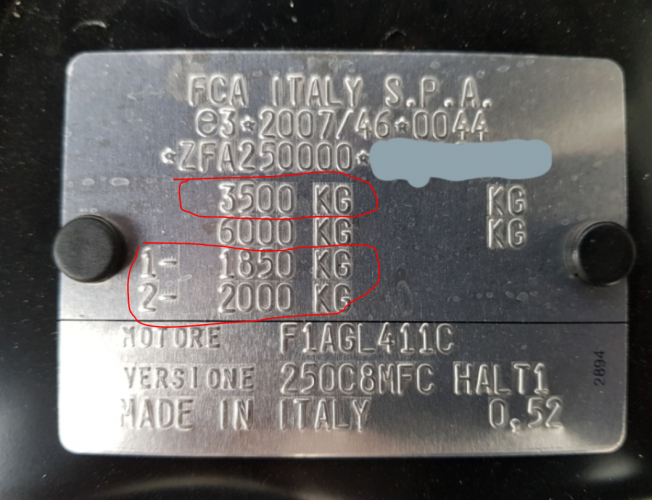 FCA ITALY S.P.A.
e3*2007/46*0044
*ZFA250000*
3500 KG KG
6000 KG KG
1- 1850 KG
2- 2000 KG
MOTORE F1AGL411C
VERSIONE 250C8MFC HALT1
MADE IN ITALY 0,52
2894